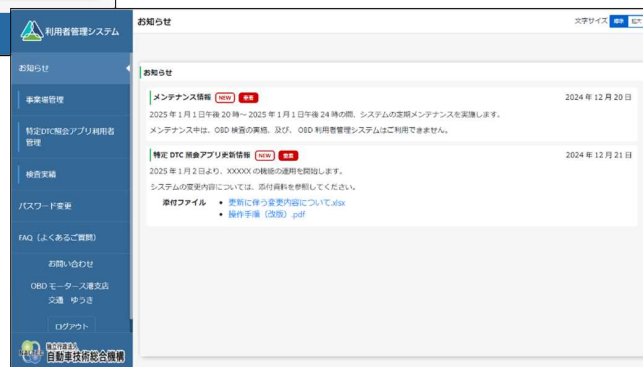 利用者管理システム
お知らせ
事業場管理
特定DTC照会アプリ利用者
管理
検査実績
パスワード変更
FAQ（よくあるご質問）
お問い合わせ
OBD モータース港支店
交通　ゆうき
ログアウト
独立行政法人
自動車技術総合機構
お知らせ
文字サイズ 標準 拡大
お知らせ
メンテナンス情報 NEW 重要 2024 年 12 月 20 日
2025 年 1 月 1 日午後 20 時～ 2025 年 1 月 1 日午後 24 時の間、システムの定期メンテナンスを実施します。
メンテナンス中は、OBD 検査の実施、及び、OBD 利用者管理システムはご利用できません。
特定 DTC 照会アプリ更新情報 NEW 重要 2024 年 12 月 21 日
2025 年 1 月 2 日より、XXXXX の機能の運用を開始します。
システムの変更内容については、添付資料を参照してください。
添付ファイル • 更新に伴う変更内容について.xlsx
• 操作手順（改版）.pdf